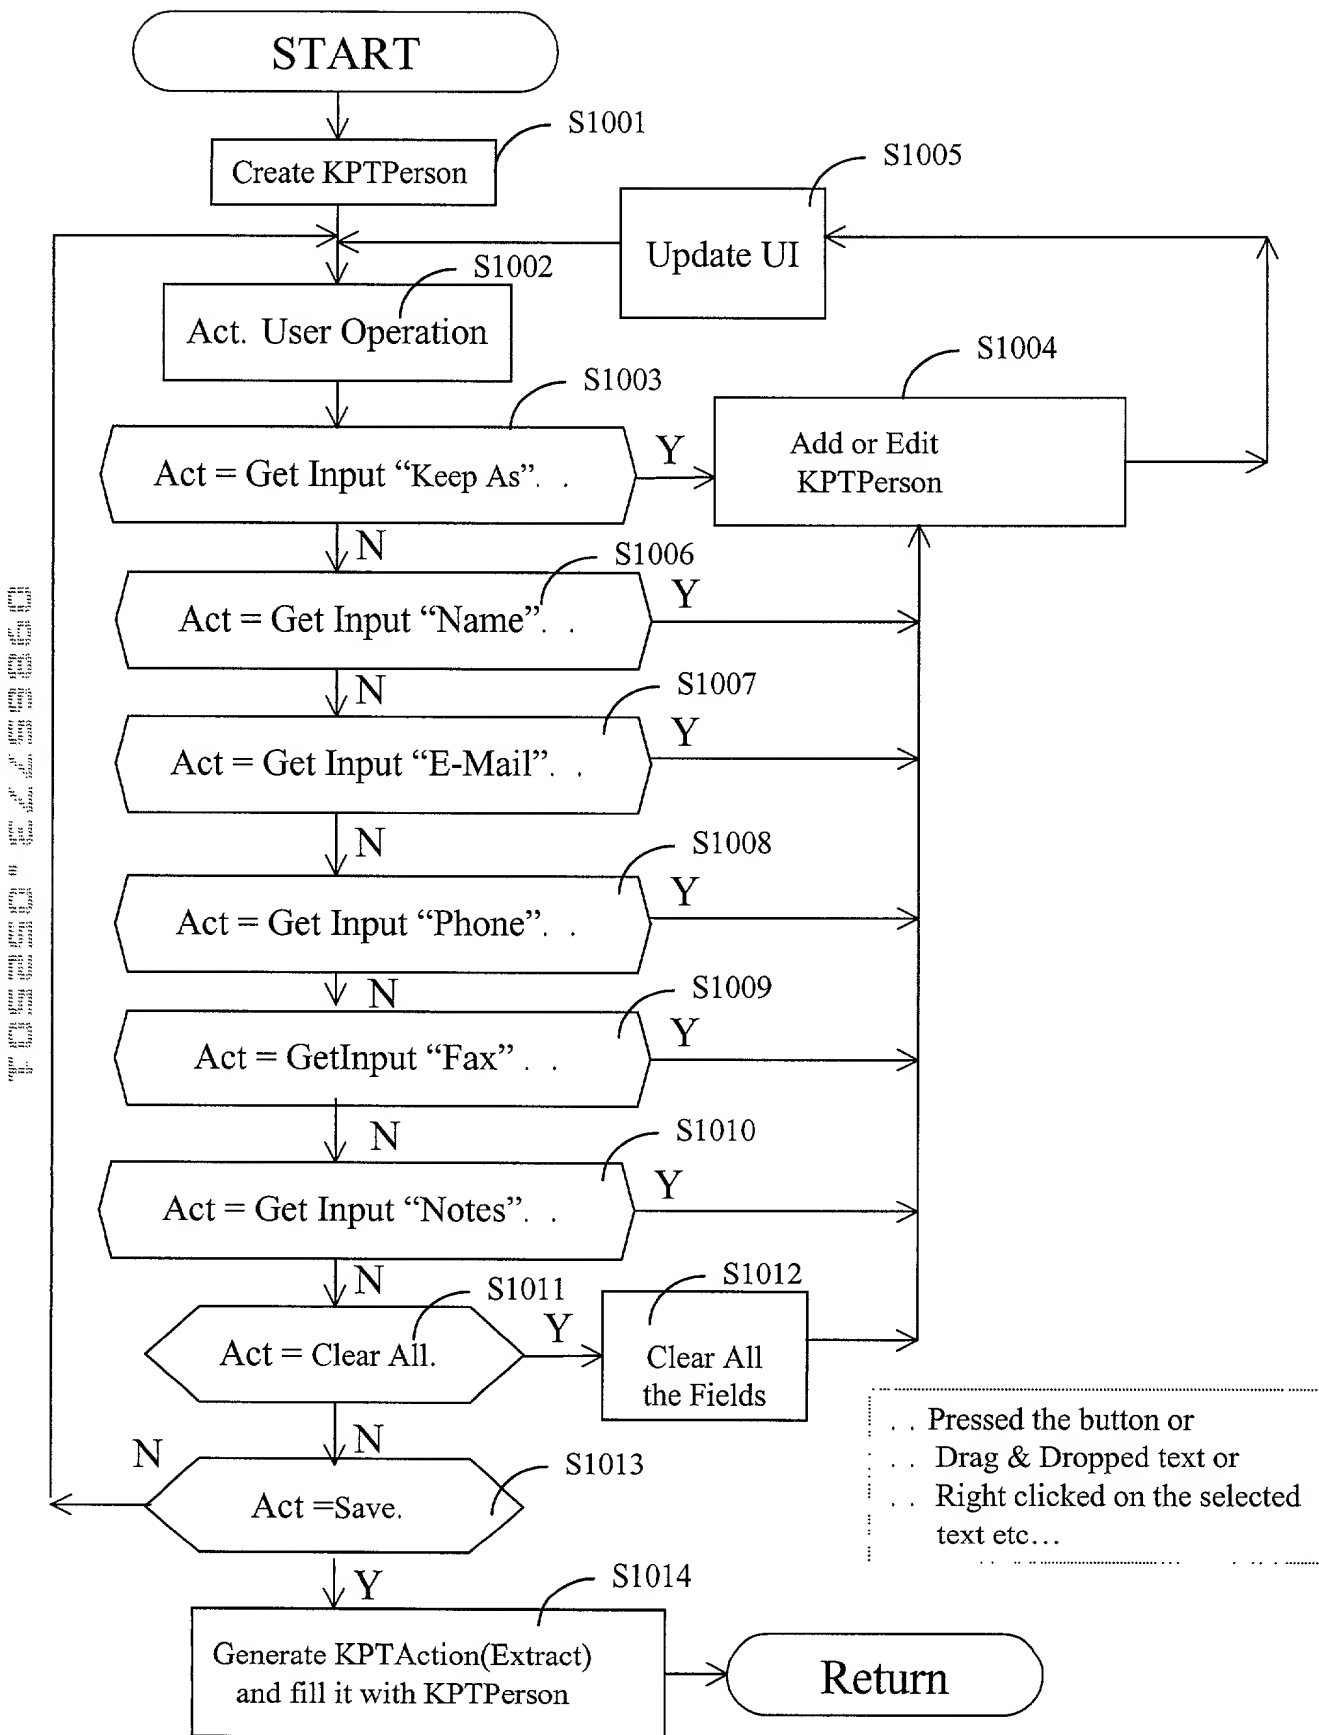 START
S1001
Create KPTPerson
S1005
Update UI
S1002
Act. User Operation
S1004
S1003
Act = Get Input “Keep As”. .
Y
Add or Edit
KPTPerson
N
S1006
Act = Get Input “Name”. .
Y
N
S1007
Act = Get Input “E-Mail”. .
Y
N
S1008
Act = Get Input “Phone”. .
Y
N
S1009
Act = GetInput “Fax” . .
Y
N
S1010
Act = Get Input “Notes”. .
Y
N
S1011
Act = Clear All.
Y
S1012
Clear All
the Fields
N
N
S1013
Act =Save.
. . Pressed the button or
. . Drag & Dropped text or
. . Right clicked on the selected
text etc…
Y
S1014
Generate KPTAction(Extract)
and fill it with KPTPerson
Return